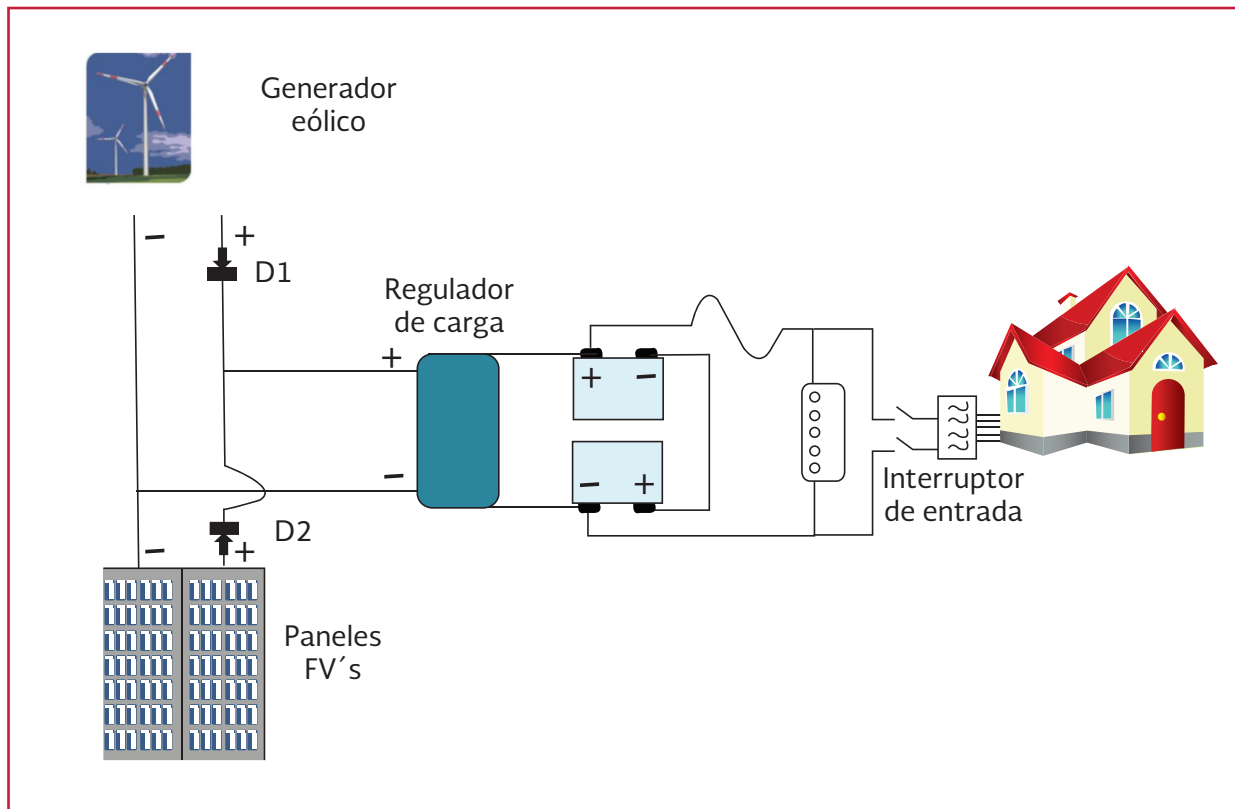 Generador
eólico
−
+
D1
Regulador
de carga
+
−
+ −
− +
Interruptor
de entrada
D2
−
+
Paneles
FV´s